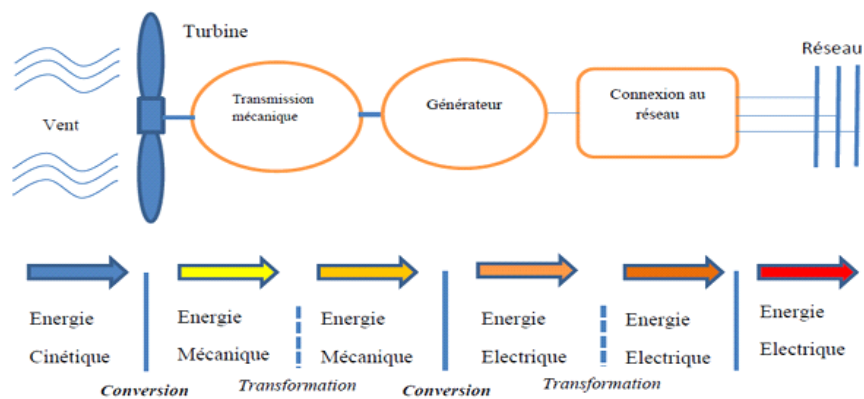 Turbine
Réseau
Vent
Transmission
mécanique
Générateur
Connexion au
réseau
Energie
Cinétique
Energie
Mécanique
Energie
Mécanique
Energie
Electrique
Energie
Electrique
Energie
Electrique
Conversion
Transformation
Conversion
Transformation